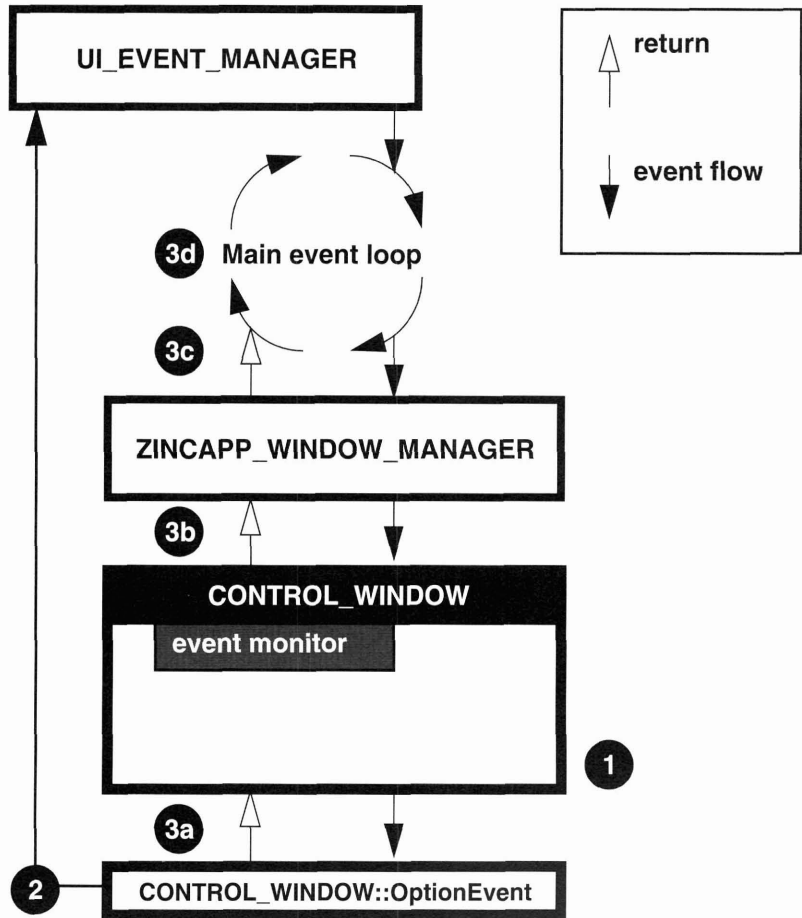 UI_EVENT_MANAGER
return
event flow
3d
Main event loop
3c
ZINCAPP_WINDOW_MANAGER
3b
CONTROL_WINDOW
event monitor
1
3a
2
CONTROL_WINDOW::OptionEvent